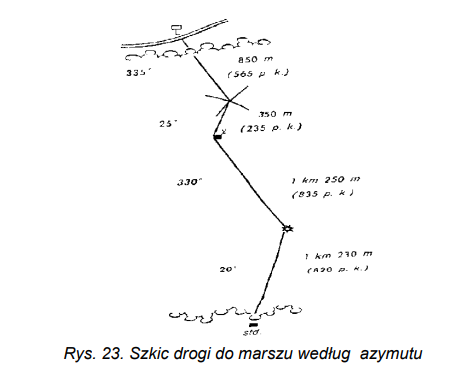 850 m
335°
(565 p. k.)
350 m
25°
(235 p. k.)
330°
1 km 250 m
(835 p. k.)
1 km 230 m
20°
(820 p. k.)
std.
Rys. 23. Szkic drogi do marszu według azymutu